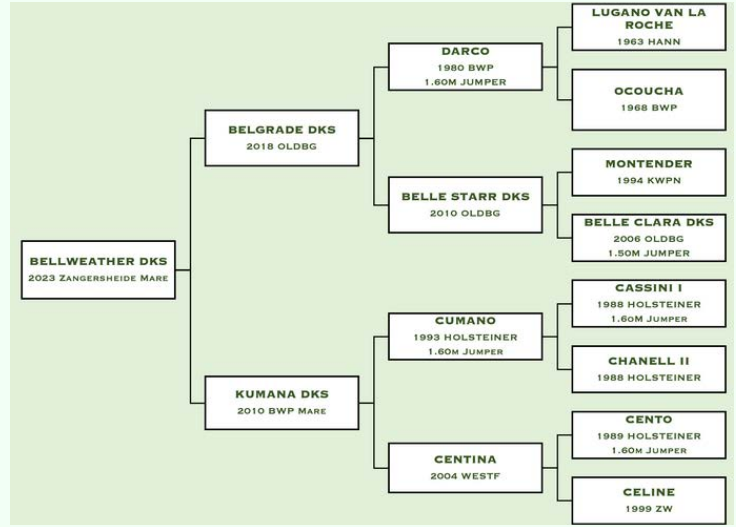 LUGANO VAN LA
ROCHE
1963 HANN
DARCO
1980 BWP
1.60M JUMPER
OCOUCHA
1968 BWP
BELGRADE DKS
2018 OLDBG
MONTENDER
1994 KWPN
BELLE STARR DKS
2010 OLDBG
BELLE CLARA DKS
2006 OLDBG
1.50M JUMPER
BELLWEATHER DKS
2023 ZANGERSHEIDE MARE
CASSINI I
1988 HOLSTEINER
1.60M JUMPER
CUMANO
1993 HOLSTEINER
1.60M JUMPER
CHANELL II
1988 HOLSTEINER
KUMANA DKS
2010 BWP MARE
CENTO
1989 HOLSTEINER
1.60M JUMPER
CENTINA
2004 WESTF
CELINE
1999 ZW